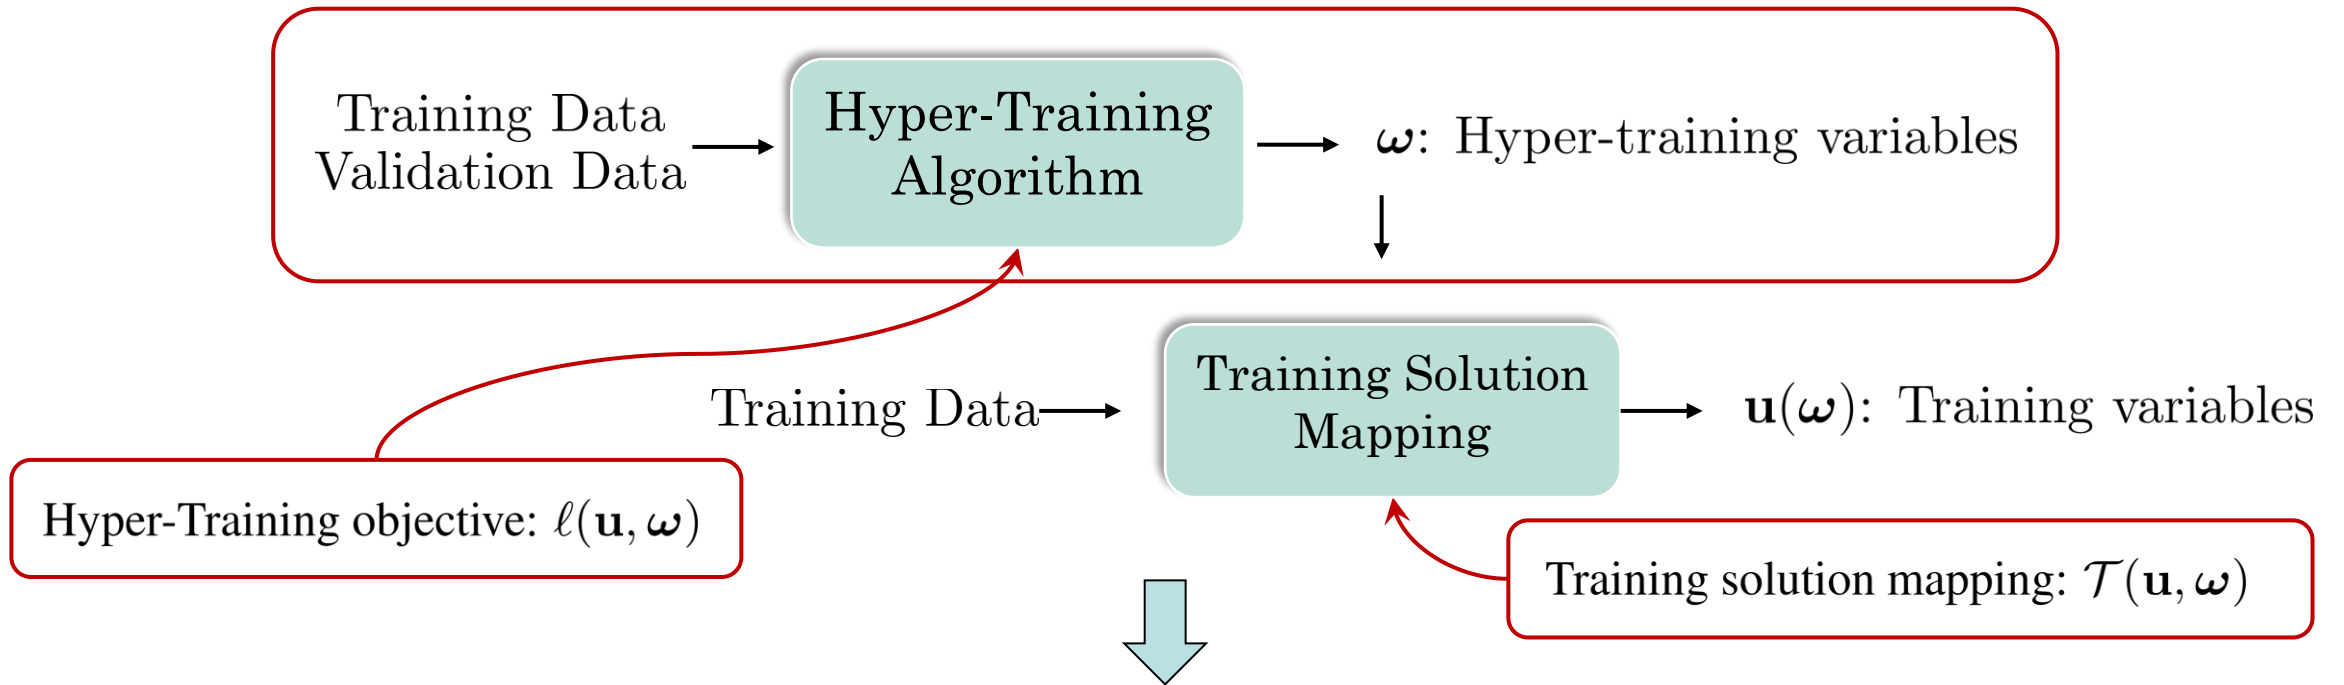 Training Data
Validation Data
Hyper-Training
Algorithm
𝝎: Hyper-training variables
Training Data
Training Solution
Mapping
𝐮(𝝎): Training variables
Hyper-Training objective: ℓ(𝐮, 𝝎)
Training solution mapping: 𝒯(𝐮, 𝝎)